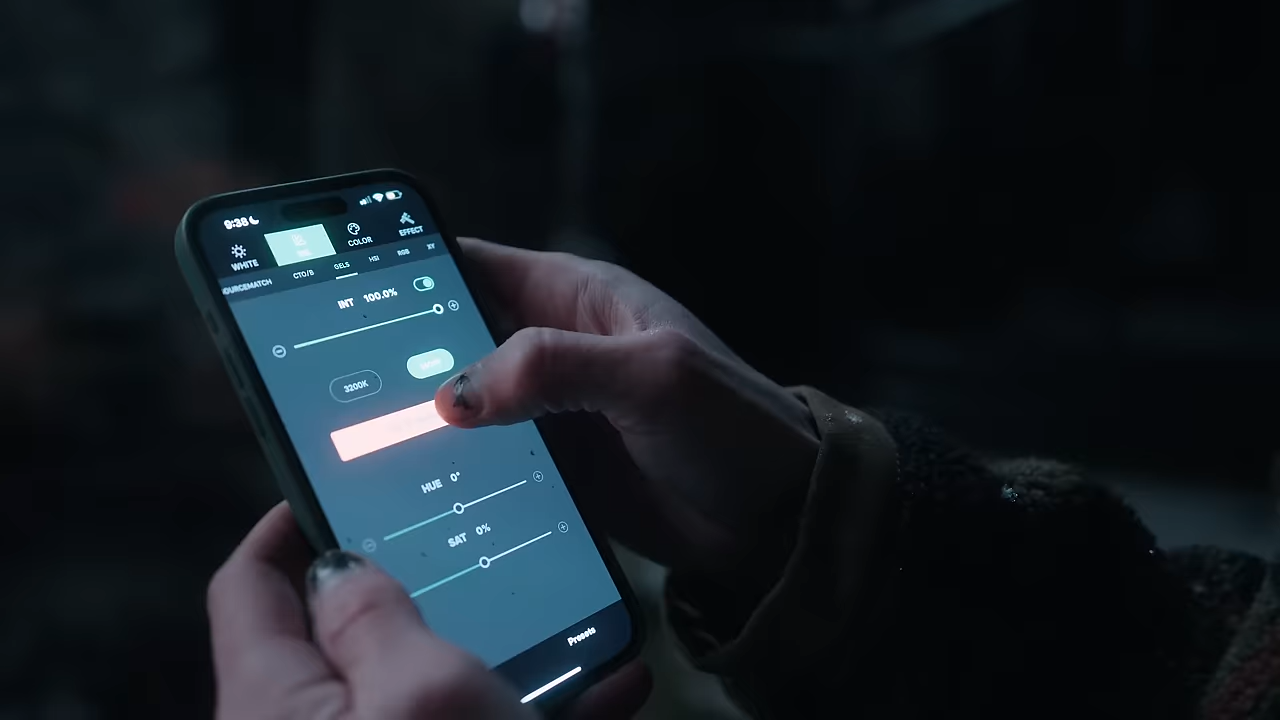 9:38
WHITE
COLOR
EFFECT
OURCEMATCH CTO/B GELS HSI RGB XY
INT 100.0%
3200K
HUE 0°
SAT 0%
Presets